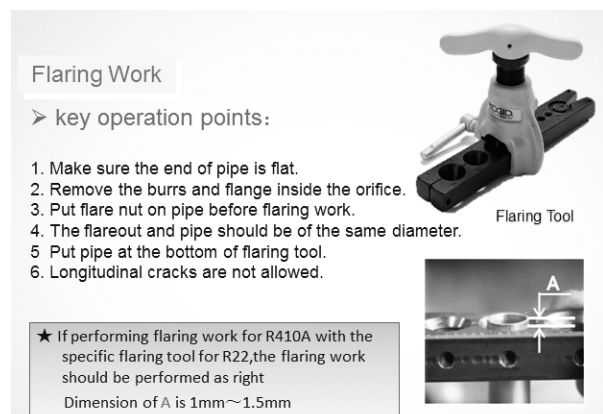 Flaring Work
➢ key operation points:
1. Make sure the end of pipe is flat.
2. Remove the burrs and flange inside the orifice.
3. Put flare nut on pipe before flaring work.
4. The flareout and pipe should be of the same diameter.
5 Put pipe at the bottom of flaring tool.
6. Longitudinal cracks are not allowed.
RIDGID
Flaring Tool
A
★ If performing flaring work for R410A with the
specific flaring tool for R22,the flaring work
should be performed as right
Dimension of A is 1mm～1.5mm